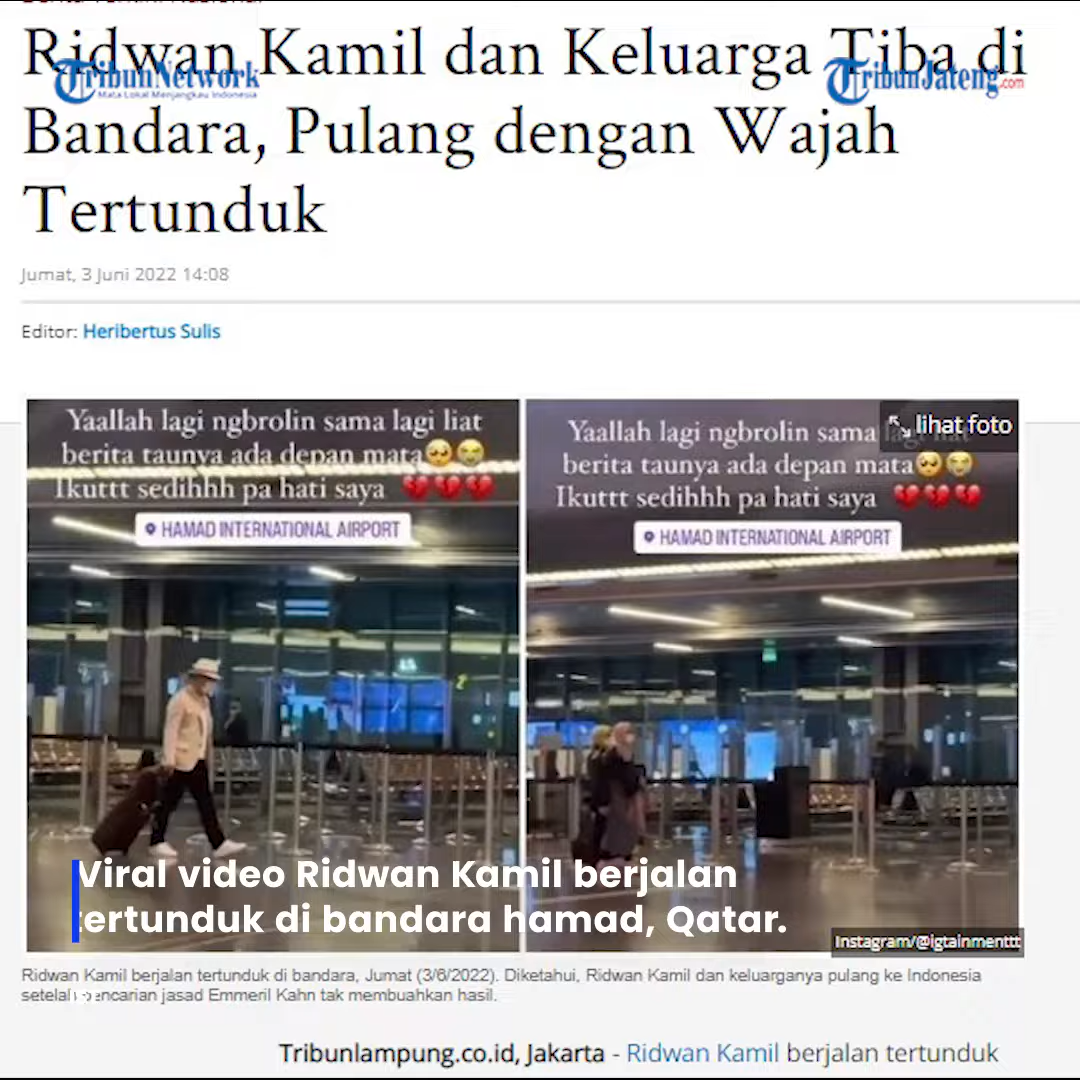 Ridwan Kamil dan Keluarga Tiba di
TribunNetwork
Mata Lokal Menjangkau Indonesia
TribunJateng.com
Bandara, Pulang dengan Wajah
Tertunduk
Jumat, 3 Juni 2022 14:08
Editor: Heribertus Sulis
Yaallah lagi ngbrolin sama lagi liat
berita taunya ada depan mata🥺😭
Ikuttt sedihhh pa hati saya 💔💔💔
HAMAD INTERNATIONAL AIRPORT
lihat foto
Yaallah lagi ngbrolin sama lagi liat
berita taunya ada depan mata🥺😭
Ikuttt sedihhh pa hati saya 💔💔💔
HAMAD INTERNATIONAL AIRPORT
Viral video Ridwan Kamil berjalan
tertunduk di bandara hamad, Qatar.
Instagram/@igtainmenttt
Ridwan Kamil berjalan tertunduk di bandara, Jumat (3/6/2022). Diketahui, Ridwan Kamil dan keluarganya pulang ke Indonesia
setelah pencarian jasad Emmeril Kahn tak membuahkan hasil.
Tribunlampung.co.id, Jakarta - Ridwan Kamil berjalan tertunduk